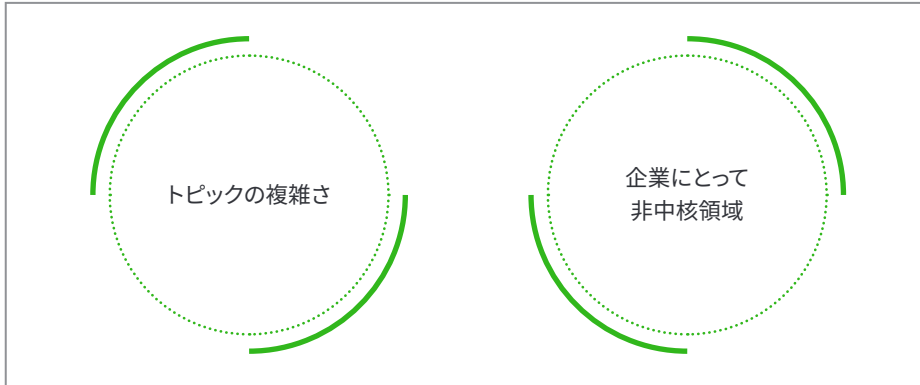 トピックの複雑さ
企業にとって
非中核領域